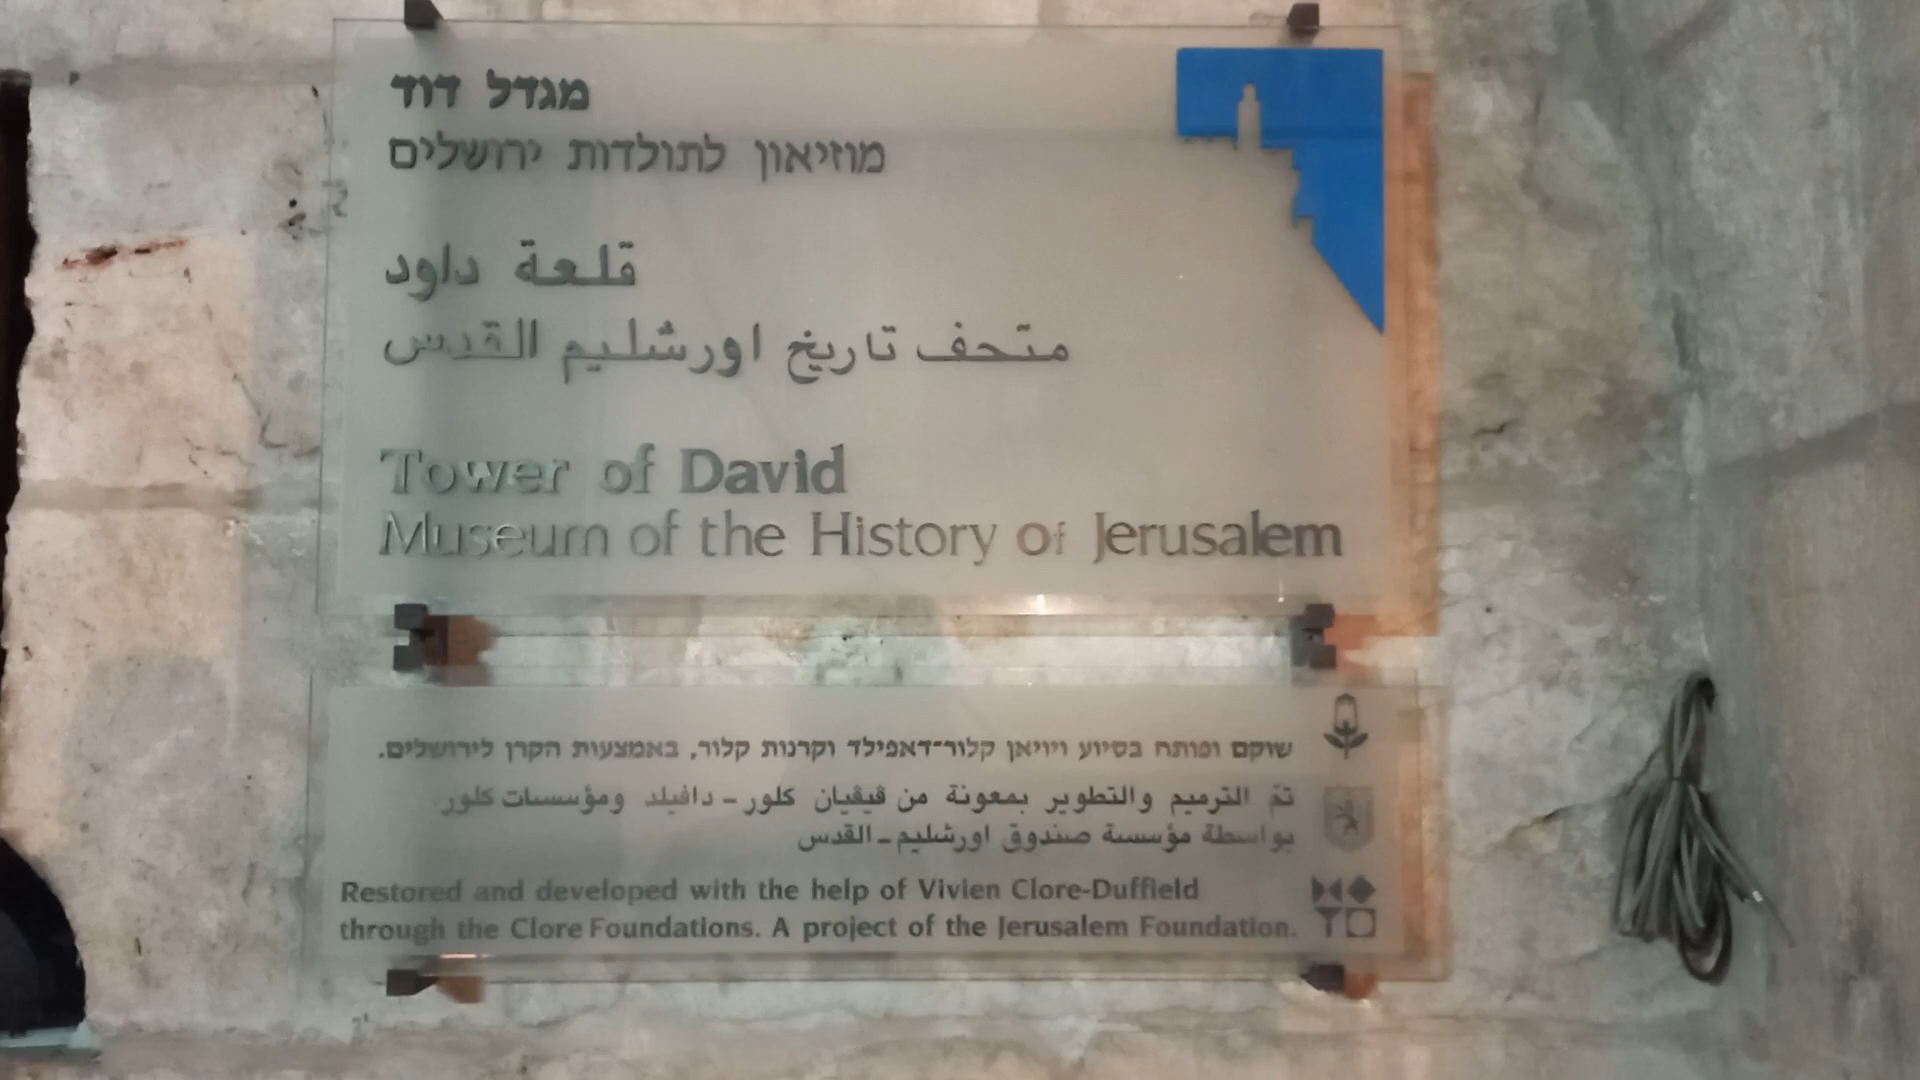 מגדל דוד
מוזיאון לתולדות ירושלים
قلعة داود
متحف تاريخ اورشليم القدس
Tower of David
Museum of the History of Jerusalem
שוקם ופותח בסיוע ויויאן קלור־דאפילד וקרנות קלור, באמצעות הקרן לירושלים.
تمّ الترميم والتطوير بمعونة من ڤيڤيان كلور - دافيلد ومؤسسات كلور.
بواسطة مؤسسة صندوق اورشليم - القدس
Restored and developed with the help of Vivien Clore-Duffield
through the Clore Foundations. A project of the Jerusalem Foundation.